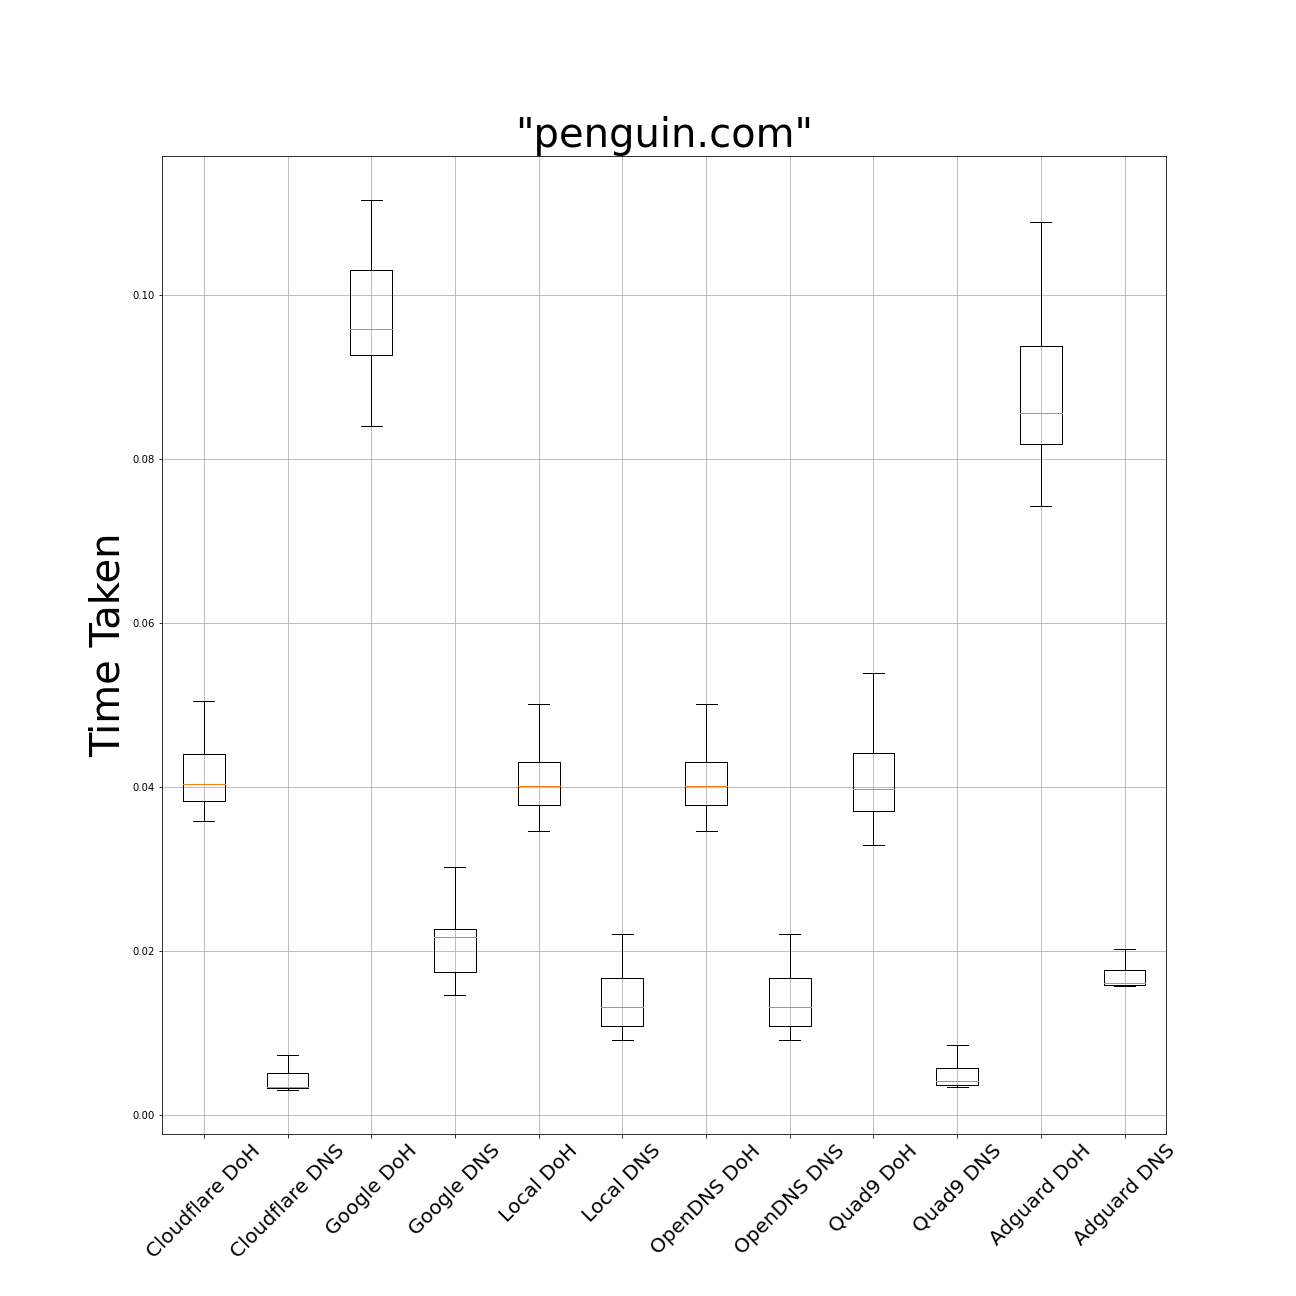 "penguin.com"
Time Taken
0.10
0.08
0.06
0.04
0.02
0.00
Cloudflare DoH
Cloudflare DNS
Google DoH
Google DNS
Local DoH
Local DNS
OpenDNS DoH
OpenDNS DNS
Quad9 DoH
Quad9 DNS
Adguard DoH
Adguard DNS